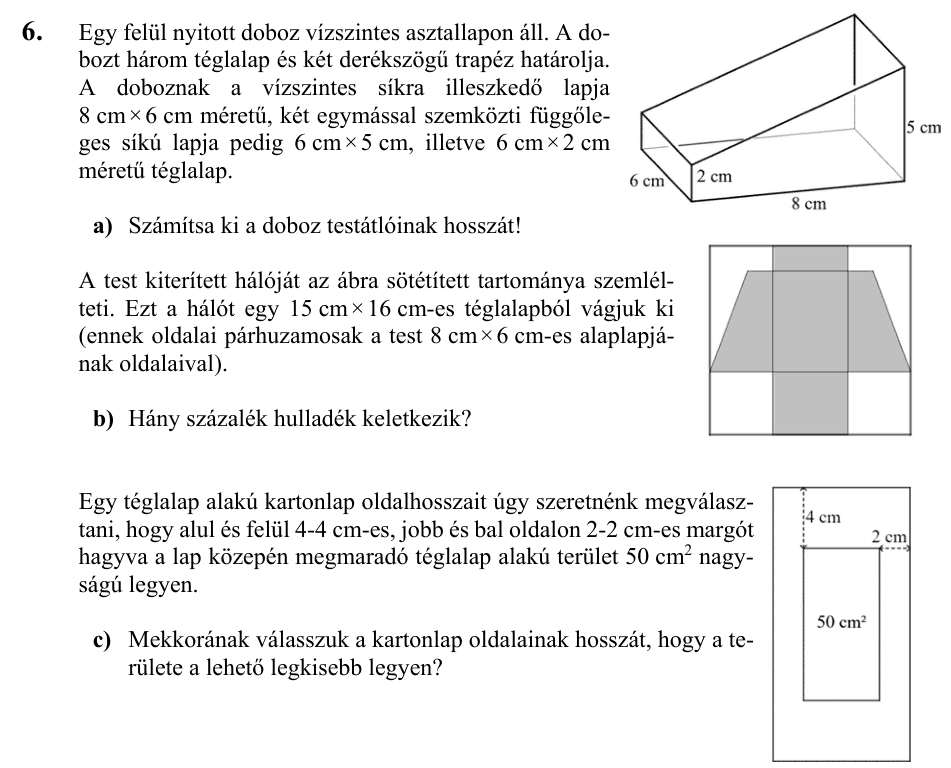 6. Egy felül nyitott doboz vízszintes asztallapon áll. A do-
bozt három téglalap és két derékszögű trapéz határolja.
A doboznak a vízszintes síkra illeszkedő lapja
8 cm × 6 cm méretű, két egymással szemközti függőle-
ges síkú lapja pedig 6 cm × 5 cm, illetve 6 cm × 2 cm
méretű téglalap.
5 cm
6 cm
2 cm
8 cm
a) Számítsa ki a doboz testátlóinak hosszát!
A test kiterített hálóját az ábra sötétített tartománya szemlél-
teti. Ezt a hálót egy 15 cm × 16 cm-es téglalapból vágjuk ki
(ennek oldalai párhuzamosak a test 8 cm × 6 cm-es alaplapjá-
nak oldalaival).
b) Hány százalék hulladék keletkezik?
Egy téglalap alakú kartonlap oldalhosszait úgy szeretnénk megválasz-
tani, hogy alul és felül 4-4 cm-es, jobb és bal oldalon 2-2 cm-es margót
hagyva a lap közepén megmaradó téglalap alakú terület 50 cm² nagy-
ságú legyen.
4 cm
2 cm
50 cm²
c) Mekkorának válasszuk a kartonlap oldalainak hosszát, hogy a te-
rülete a lehető legkisebb legyen?